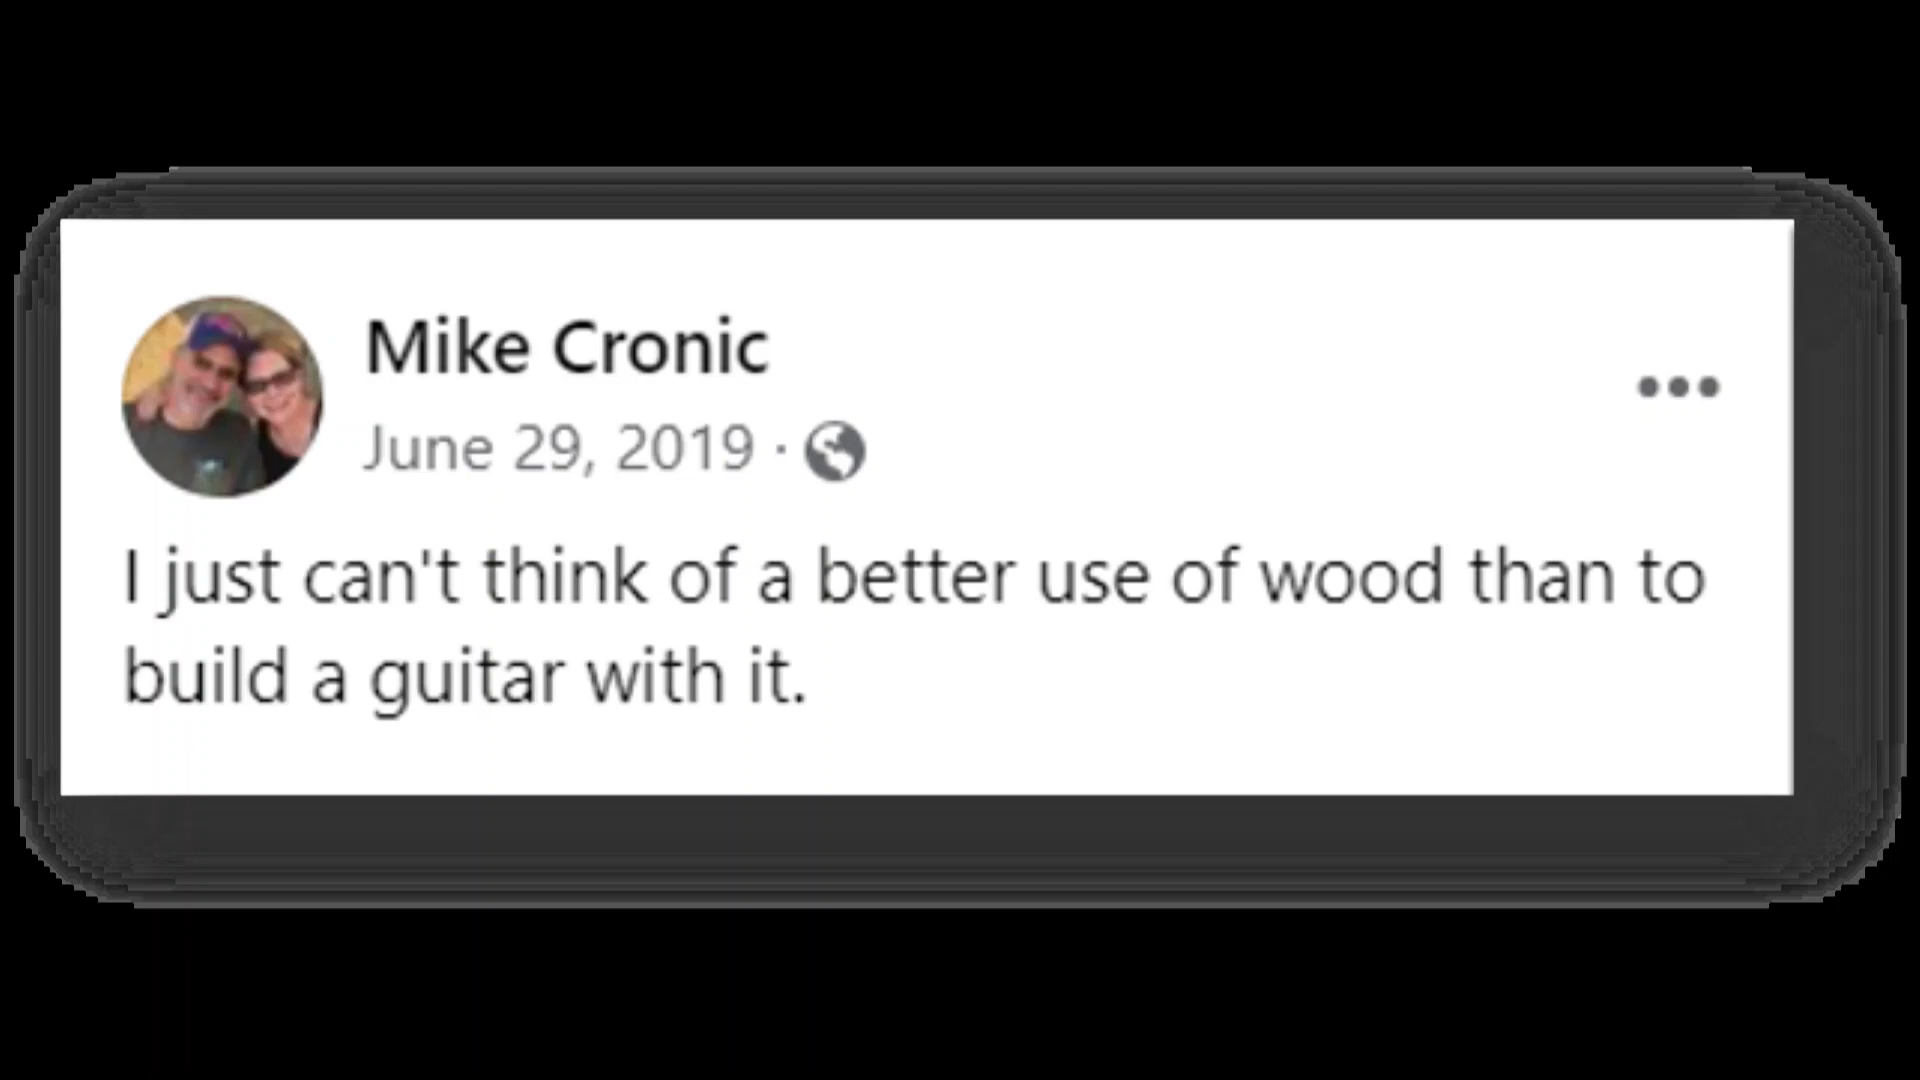 Mike Cronic
June 29, 2019 ·
I just can't think of a better use of wood than to
build a guitar with it.